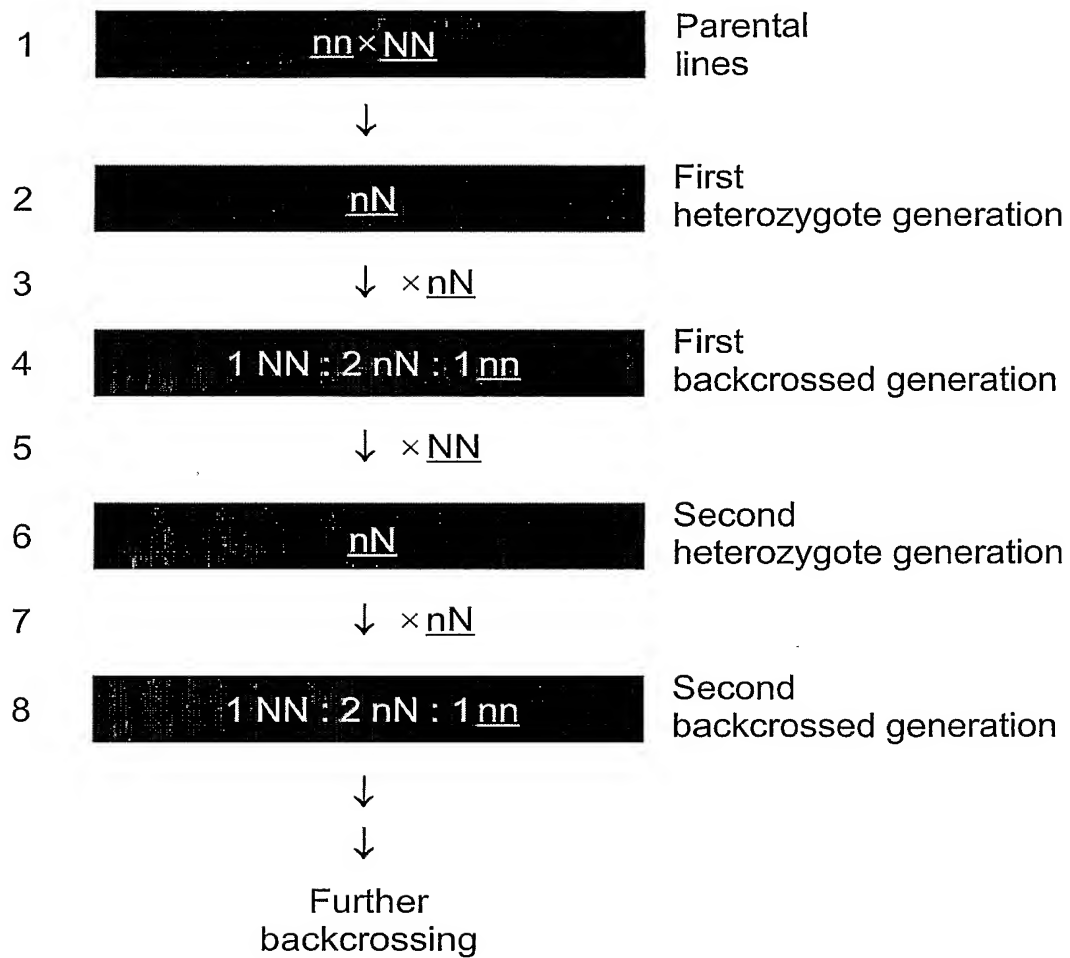 1 nn × NN Parental lines
↓
2 nN First heterozygote generation
3 ↓ × nN
4 1 NN : 2 nN : 1 nn First backcrossed generation
5 ↓ × NN
6 nN Second heterozygote generation
7 ↓ × nN
8 1 NN : 2 nN : 1 nn Second backcrossed generation
↓
↓
Further
backcrossing